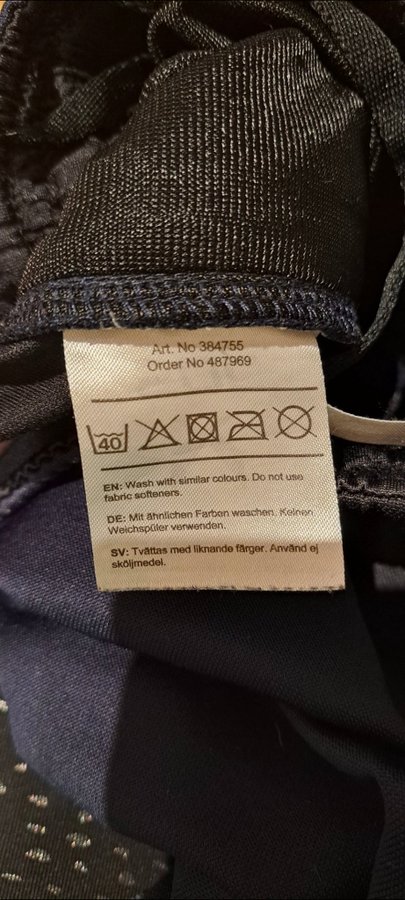 Art. No 384755
Order No 487969
40
EN: Wash with similar colours. Do not use
fabric softeners.
DE: Mit ähnlichen Farben waschen. Keinen
Weichspüler verwenden.
SV: Tvättas med liknande färger. Använd ej
sköljmedel.